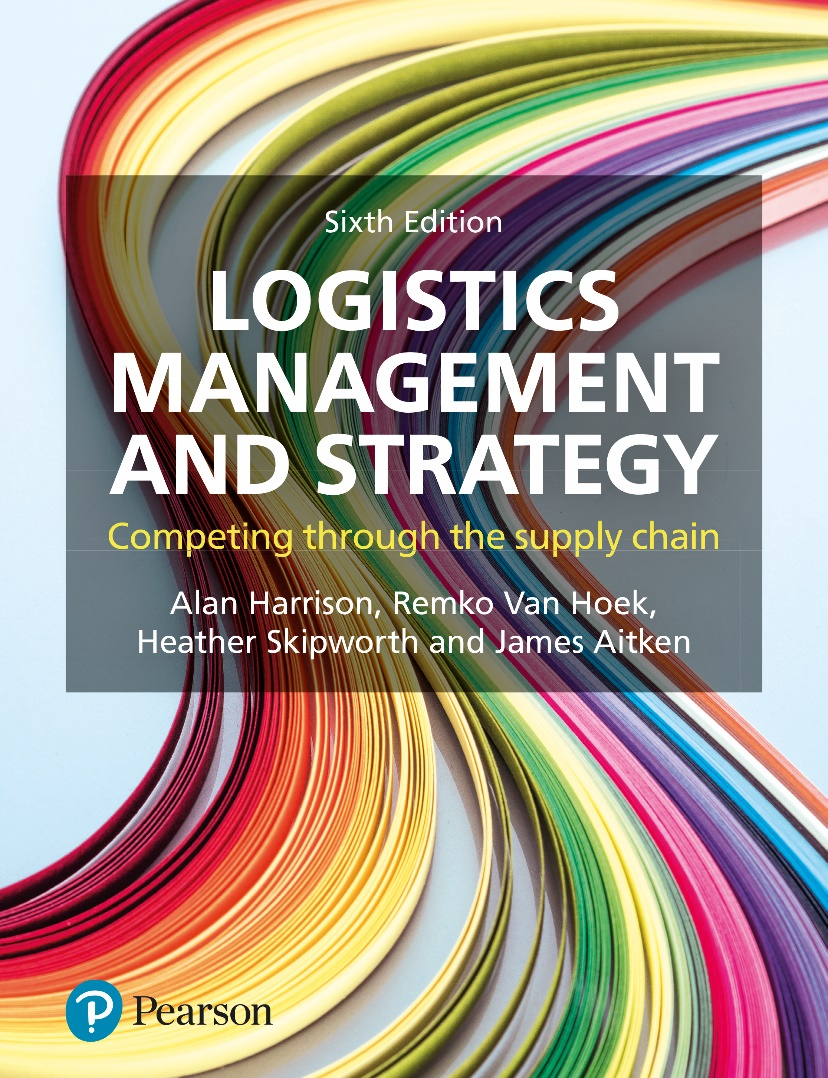 Sixth Edition
LOGISTICS
MANAGEMENT
AND STRATEGY
Competing through the supply chain
Alan Harrison, Remko Van Hoek,
Heather Skipworth and James Aitken
Pearson